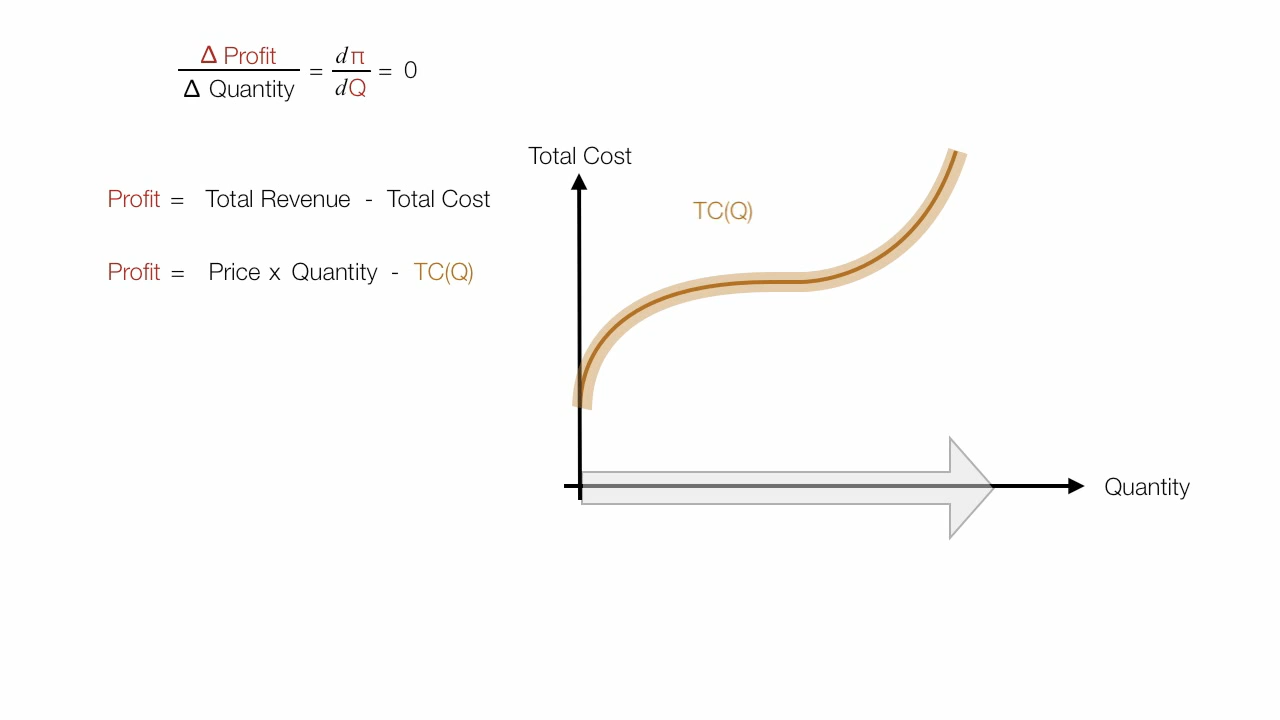 Δ Profit
Δ Quantity
= dπ
dQ
= 0
Total Cost
TC(Q)
Profit = Total Revenue - Total Cost
Profit = Price x Quantity - TC(Q)
Quantity